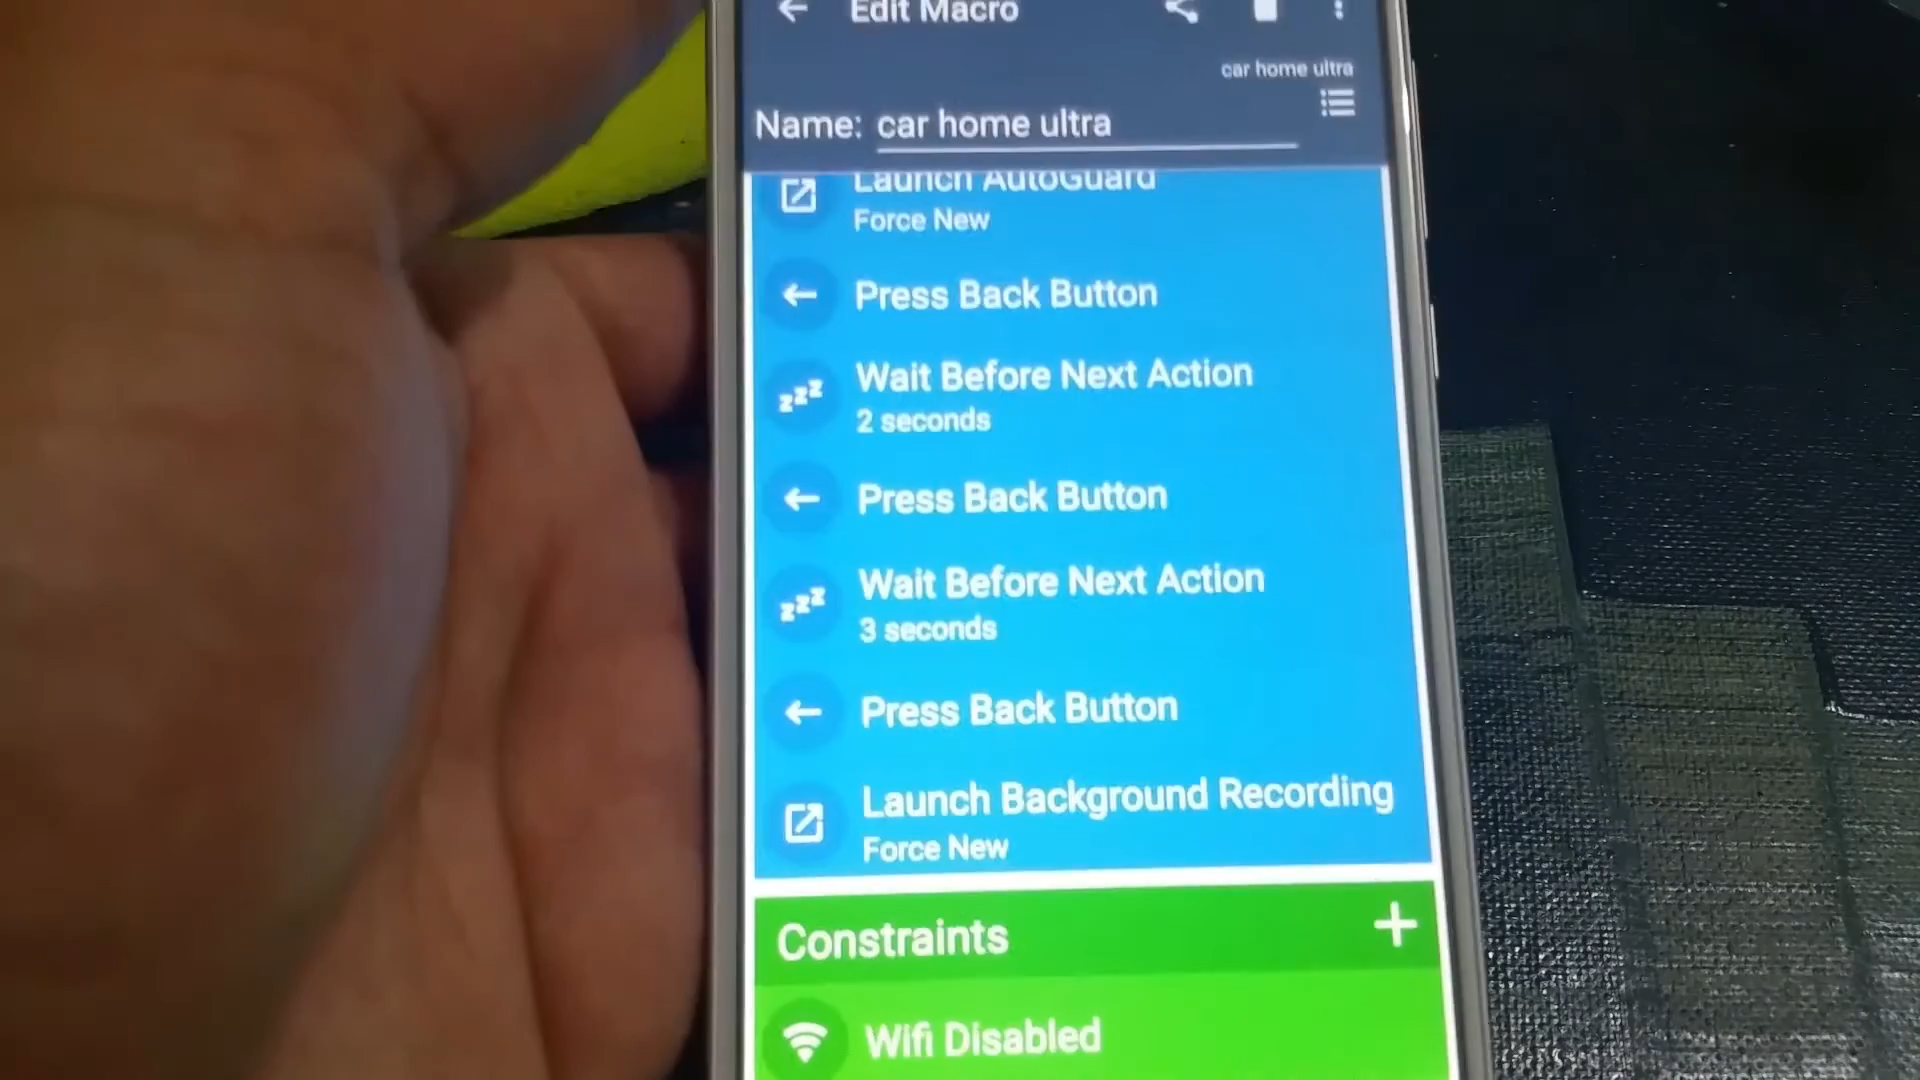 Edit Macro
car home ultra
Name: car home ultra
Launch AutoGuard
Force New
Press Back Button
Wait Before Next Action
2 seconds
Press Back Button
Wait Before Next Action
3 seconds
Press Back Button
Launch Background Recording
Force New
Constraints
Wifi Disabled